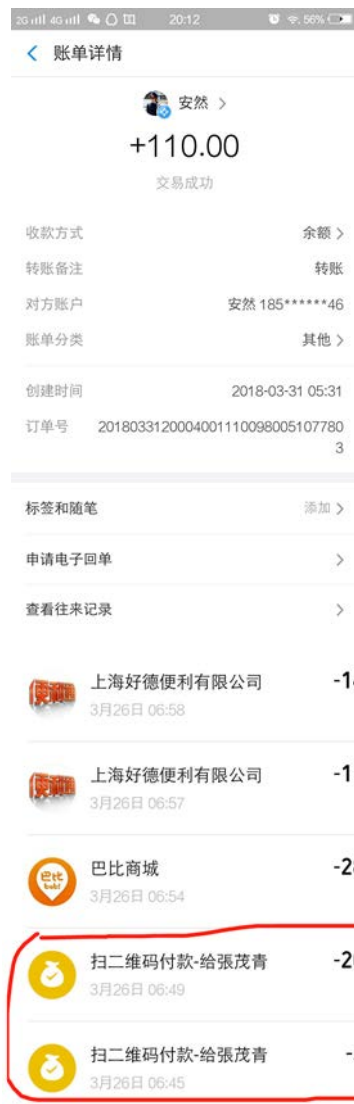 2G 4G 20:12 56%
账单详情
安然
+110.00
交易成功
收款方式 余额
转账备注 转账
对方账户 安然 185******46
账单分类 其他
创建时间 2018-03-31 05:31
订单号 20180331200040011100980051077803
标签和随笔 添加
申请电子回单
查看往来记录
上海好德便利有限公司
3月26日 06:58
上海好德便利有限公司 -1
3月26日 06:57
巴比商城
3月26日 06:54
扫二维码付款-给張茂青
3月26日 06:49
扫二维码付款-给張茂青
3月26日 06:45